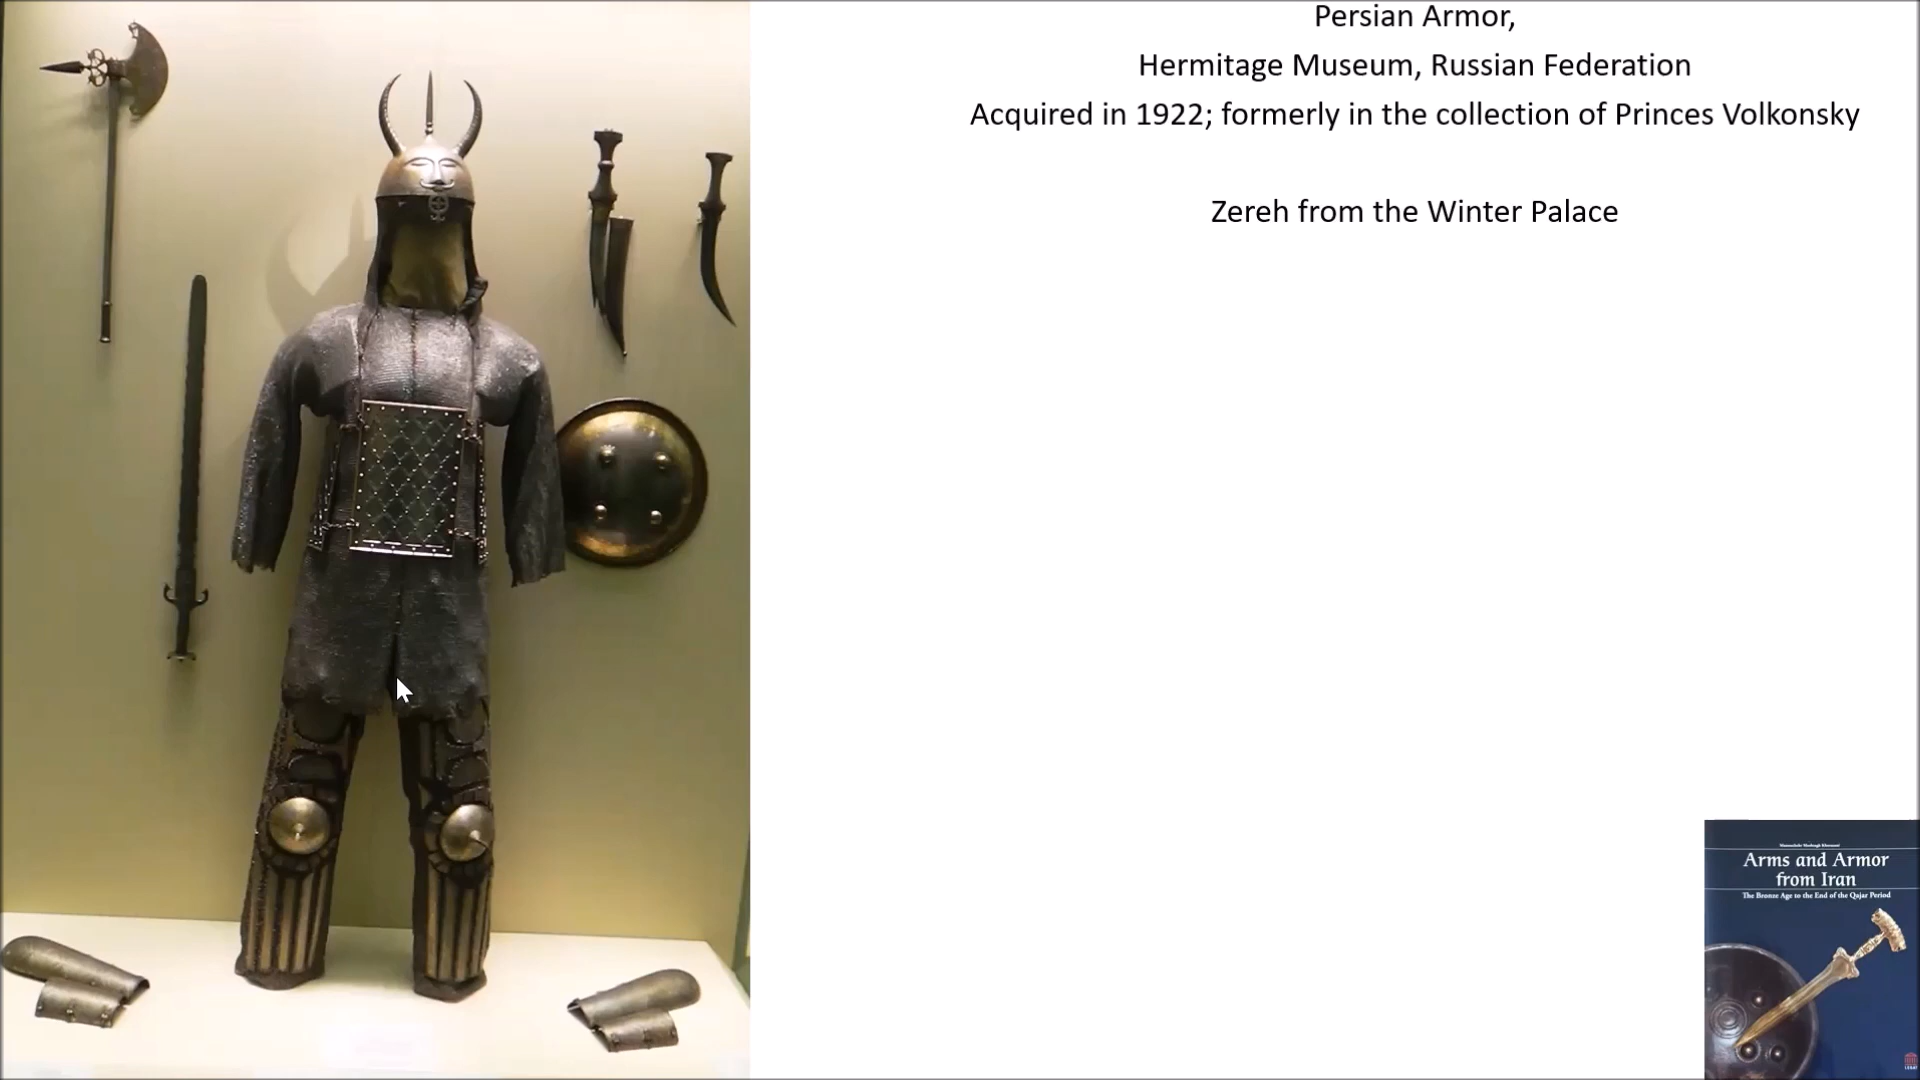 Persian Armor,
Hermitage Museum, Russian Federation
Acquired in 1922; formerly in the collection of Princes Volkonsky
Zereh from the Winter Palace
Arms and Armor
from Iran
The Bronze Age to the End of the Qajar Period